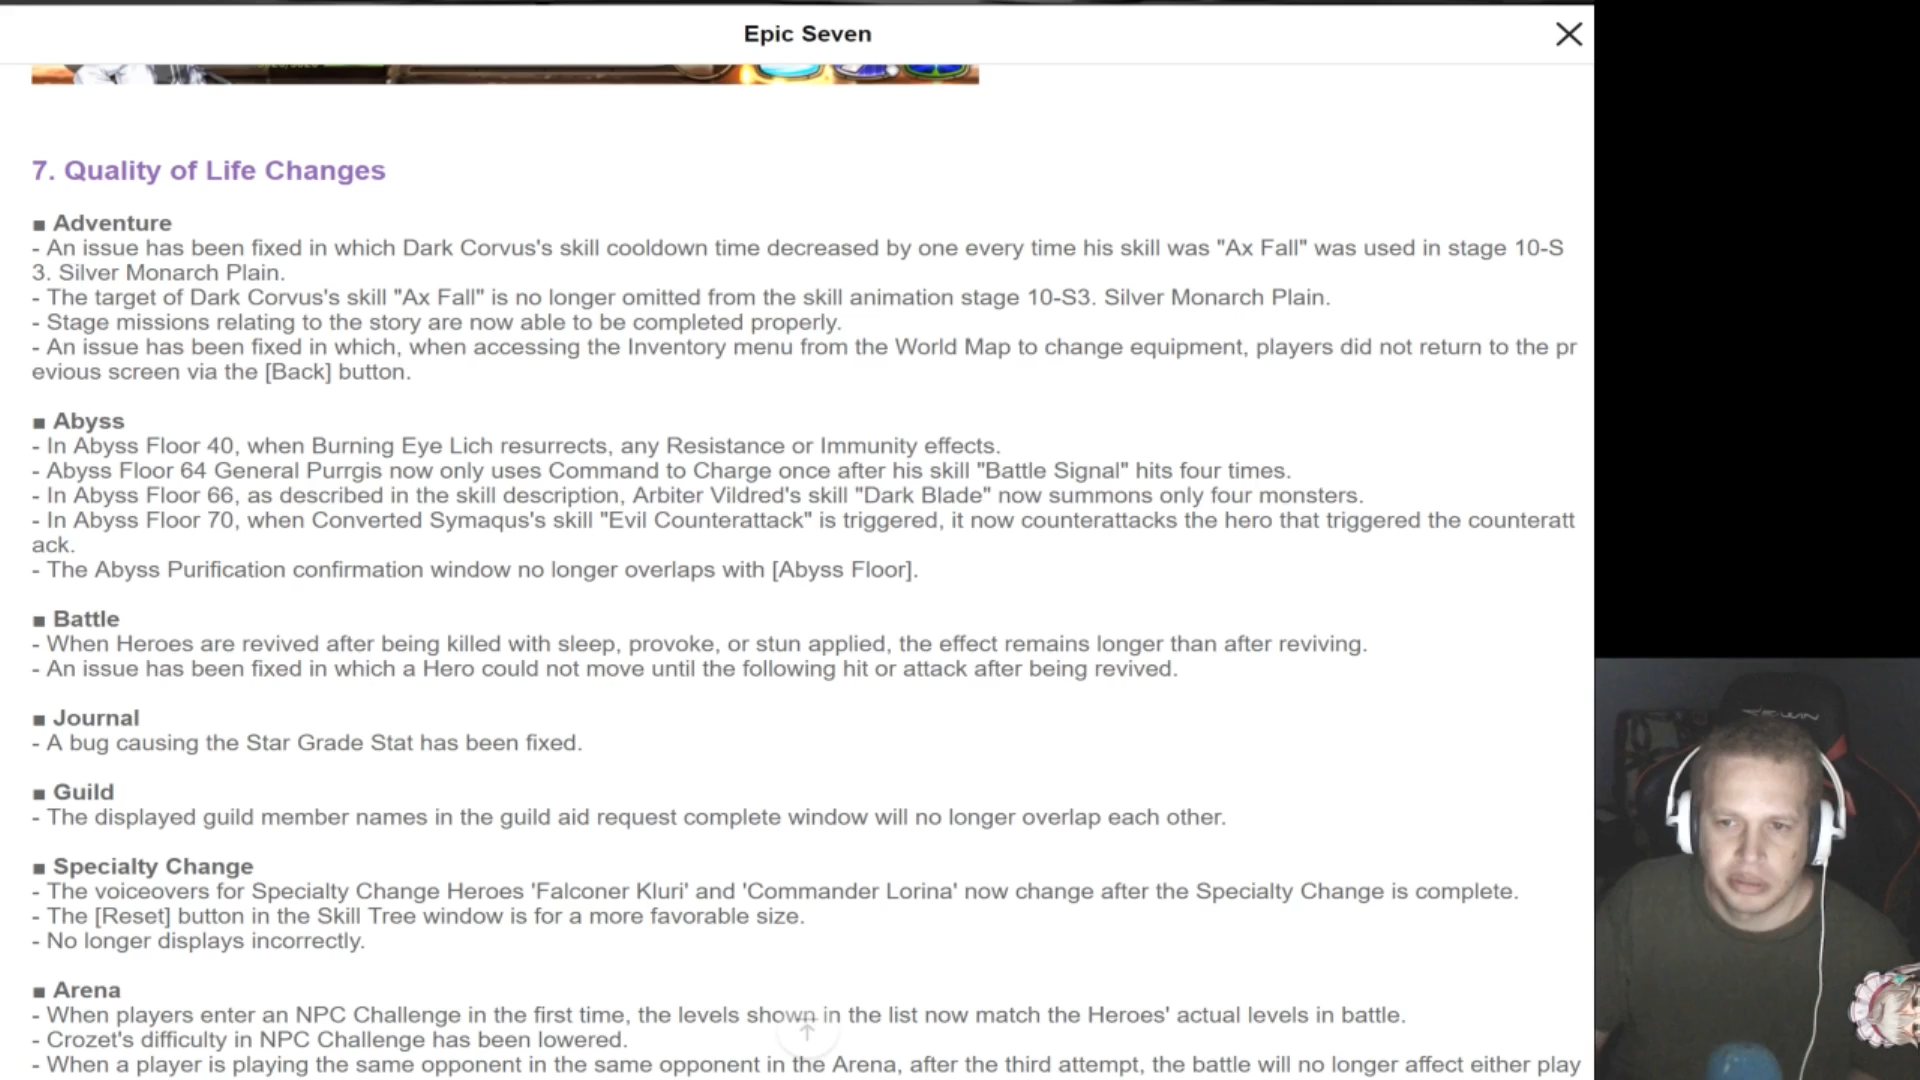 Epic Seven
7. Quality of Life Changes
■ Adventure
- An issue has been fixed in which Dark Corvus's skill cooldown time decreased by one every time his skill was "Ax Fall" was used in stage 10-S
3. Silver Monarch Plain.
- The target of Dark Corvus's skill "Ax Fall" is no longer omitted from the skill animation stage 10-S3. Silver Monarch Plain.
- Stage missions relating to the story are now able to be completed properly.
- An issue has been fixed in which, when accessing the Inventory menu from the World Map to change equipment, players did not return to the pr
evious screen via the [Back] button.
■ Abyss
- In Abyss Floor 40, when Burning Eye Lich resurrects, any Resistance or Immunity effects.
- Abyss Floor 64 General Purrgis now only uses Command to Charge once after his skill "Battle Signal" hits four times.
- In Abyss Floor 66, as described in the skill description, Arbiter Vildred's skill "Dark Blade" now summons only four monsters.
- In Abyss Floor 70, when Converted Symaqus's skill "Evil Counterattack" is triggered, it now counterattacks the hero that triggered the counteratt
ack.
- The Abyss Purification confirmation window no longer overlaps with [Abyss Floor].
■ Battle
- When Heroes are revived after being killed with sleep, provoke, or stun applied, the effect remains longer than after reviving.
- An issue has been fixed in which a Hero could not move until the following hit or attack after being revived.
■ Journal
- A bug causing the Star Grade Stat has been fixed.
■ Guild
- The displayed guild member names in the guild aid request complete window will no longer overlap each other.
■ Specialty Change
- The voiceovers for Specialty Change Heroes 'Falconer Kluri' and 'Commander Lorina' now change after the Specialty Change is complete.
- The [Reset] button in the Skill Tree window is for a more favorable size.
- No longer displays incorrectly.
■ Arena
- When players enter an NPC Challenge in the first time, the levels shown in the list now match the Heroes' actual levels in battle.
- Crozet's difficulty in NPC Challenge has been lowered.
- When a player is playing the same opponent in the same opponent in the Arena, after the third attempt, the battle will no longer affect either play